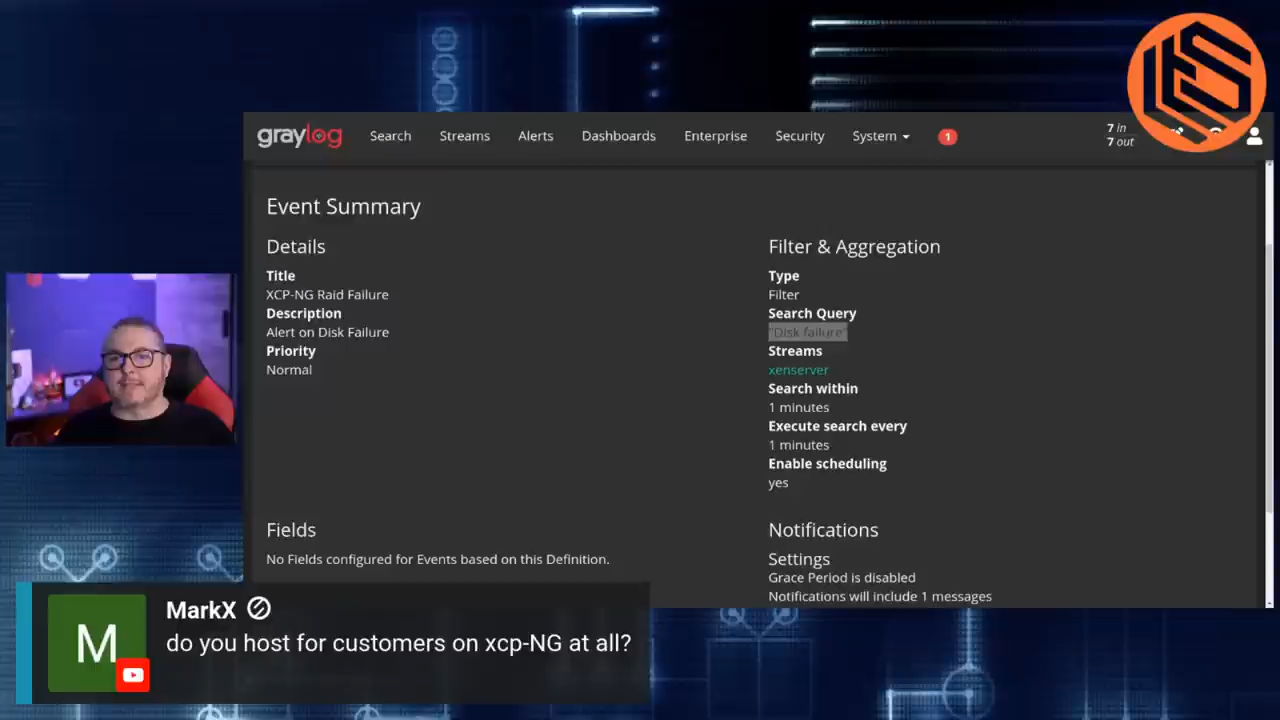 graylog
Search
Streams
Alerts
Dashboards
Enterprise
Security
System
1
7 in
7 out
Event Summary
Details
Title
XCP-NG Raid Failure
Description
Alert on Disk Failure
Priority
Normal
Filter & Aggregation
Type
Filter
Search Query
"Disk failure"
Streams
xenserver
Search within
1 minutes
Execute search every
1 minutes
Enable scheduling
yes
Fields
No Fields configured for Events based on this Definition.
Notifications
Settings
Grace Period is disabled
Notifications will include 1 messages
M
MarkX
do you host for customers on xcp-NG at all?